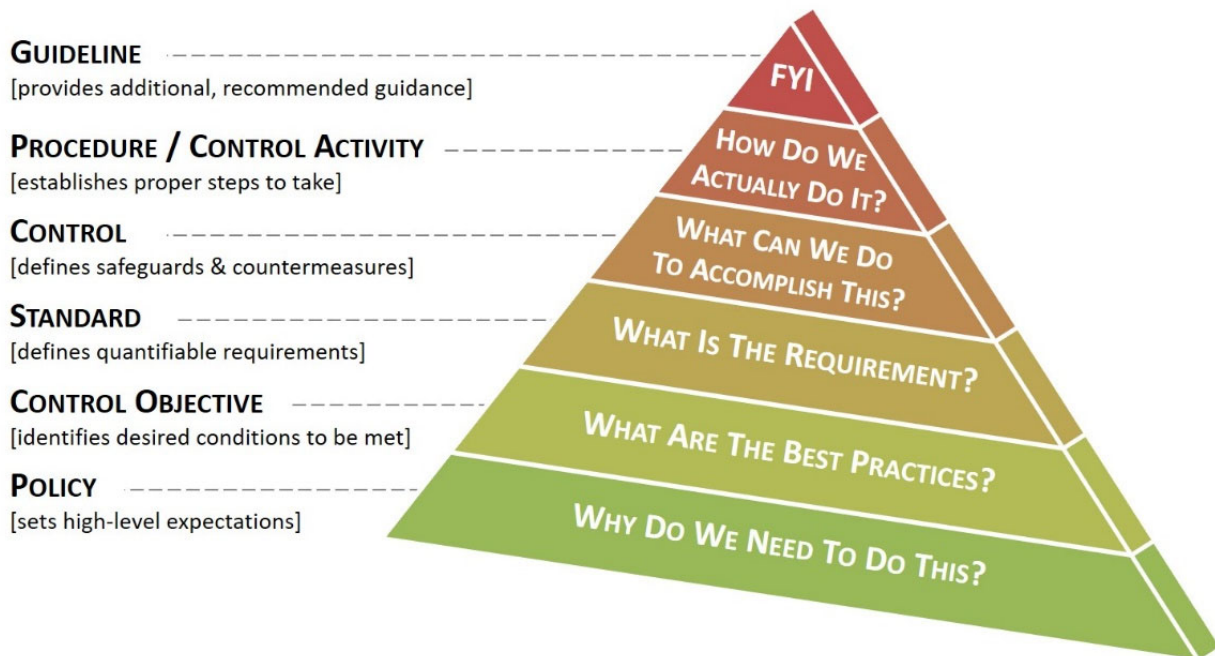 GUIDELINE
[provides additional, recommended guidance]
FYI
PROCEDURE / CONTROL ACTIVITY
[establishes proper steps to take]
HOW DO WE
ACTUALLY DO IT?
CONTROL
[defines safeguards & countermeasures]
WHAT CAN WE DO
TO ACCOMPLISH THIS?
STANDARD
[defines quantifiable requirements]
WHAT IS THE REQUIREMENT?
CONTROL OBJECTIVE
[identifies desired conditions to be met]
WHAT ARE THE BEST PRACTICES?
POLICY
[sets high-level expectations]
WHY DO WE NEED TO DO THIS?